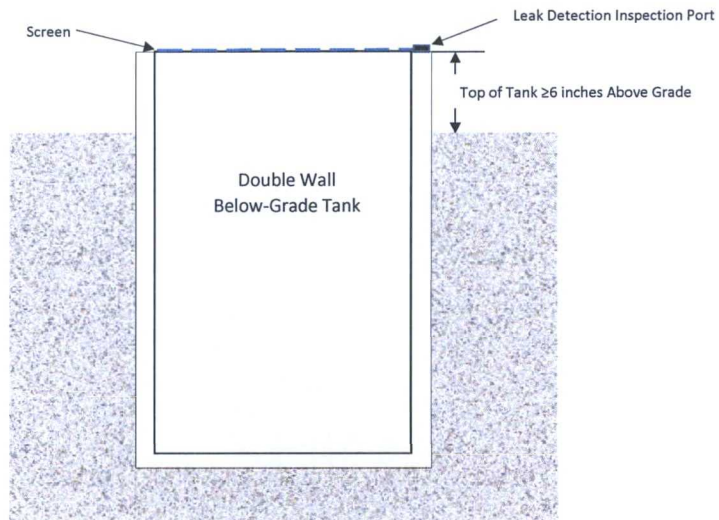 Leak Detection Inspection Port
Screen
Top of Tank ≥6 inches Above Grade
Double Wall
Below-Grade Tank